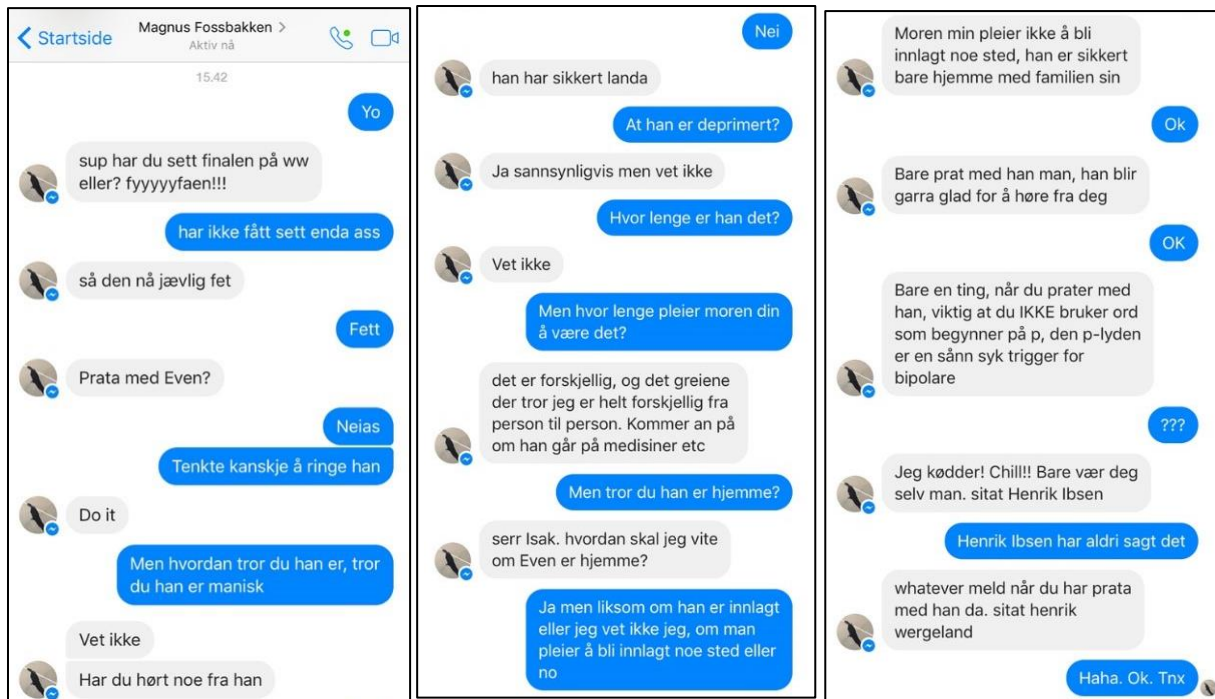 Startside
Magnus Fossbakken >
Aktiv nå
15.42
Yo
sup har du sett finalen på ww
eller? fyyyyyfaen!!!
har ikke fått sett enda ass
så den nå jævlig fet
Fett
Prata med Even?
Neias
Tenkte kanskje å ringe han
Do it
Men hvordan tror du han er, tror
du han er manisk
Vet ikke
Har du hørt noe fra han
Nei
han har sikkert landa
At han er deprimert?
Ja sannsynligvis men vet ikke
Hvor lenge er han det?
Vet ikke
Men hvor lenge pleier moren din
å være det?
det er forskjellig, og det greiene
der tror jeg er helt forskjellig fra
person til person. Kommer an på
om han går på medisiner etc
Men tror du han er hjemme?
serr Isak. hvordan skal jeg vite
om Even er hjemme?
Ja men liksom om han er innlagt
eller jeg vet ikke jeg, om man
pleier å bli innlagt noe sted eller
no
Moren min pleier ikke å bli
innlagt noe sted, han er sikkert
bare hjemme med familien sin
Ok
Bare prat med han man, han blir
garra glad for å høre fra deg
OK
Bare en ting, når du prater med
han, viktig at du IKKE bruker ord
som begynner på p, den p-lyden
er en sånn syk trigger for
bipolare
???
Jeg kødder! Chill!! Bare vær deg
selv man. sitat Henrik Ibsen
Henrik Ibsen har aldri sagt det
whatever meld når du har prata
med han da. sitat henrik
wergeland
Haha. Ok. Tnx